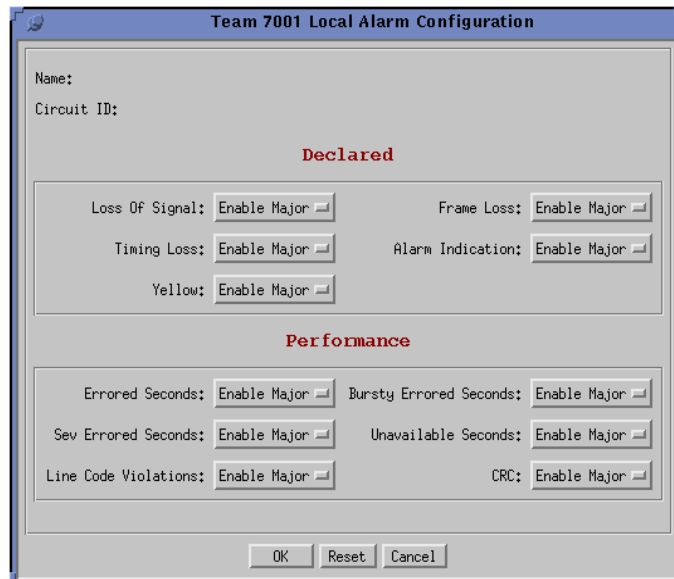 Team 7001 Local Alarm Configuration
Name:
Circuit ID:
Declared
Loss Of Signal: Enable Major Frame Loss: Enable Major
Timing Loss: Enable Major Alarm Indication: Enable Major
Yellow: Enable Major
Performance
Errored Seconds: Enable Major Bursty Errored Seconds: Enable Major
Sev Errored Seconds: Enable Major Unavailable Seconds: Enable Major
Line Code Violations: Enable Major CRC: Enable Major
OK Reset Cancel